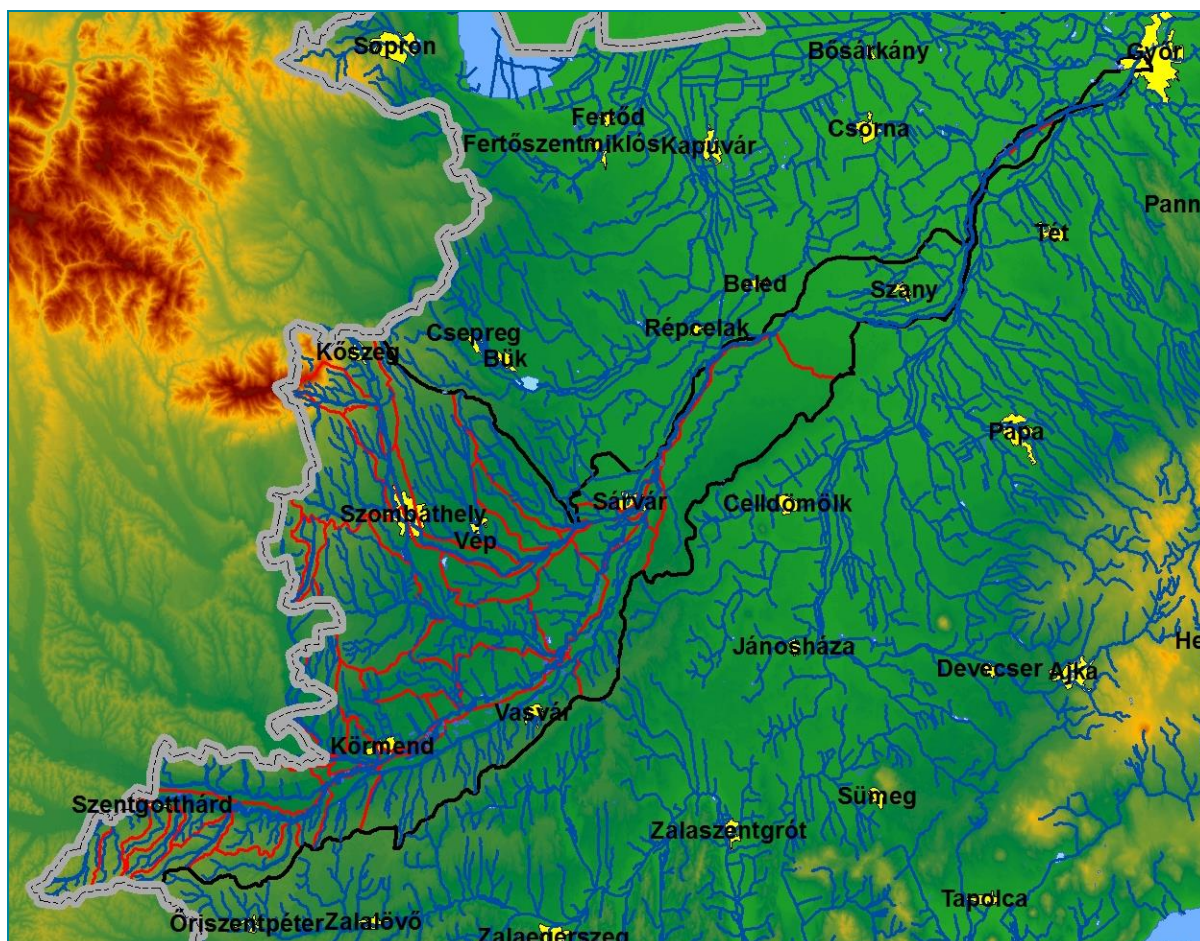 Sopron
Bősárkány
Győr
Fertőd
Csorna
Fertőszentmiklós
Kapuvár
Pann
Tét
Beled
Szany
Csepreg
Répcelak
Kőszeg
Bük
Pápa
Sárvár
Celldömölk
Szombathely
Vép
Jánosháza
He
Devecser
Ajka
Vasvár
Körmend
Sümeg
Szentgotthárd
Zalaszentgrót
Tapolca
Őriszentpéter
Zalalövő
Zalaegerszeg